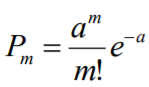 P_m = \frac{a^m}{m!} e^{-a}